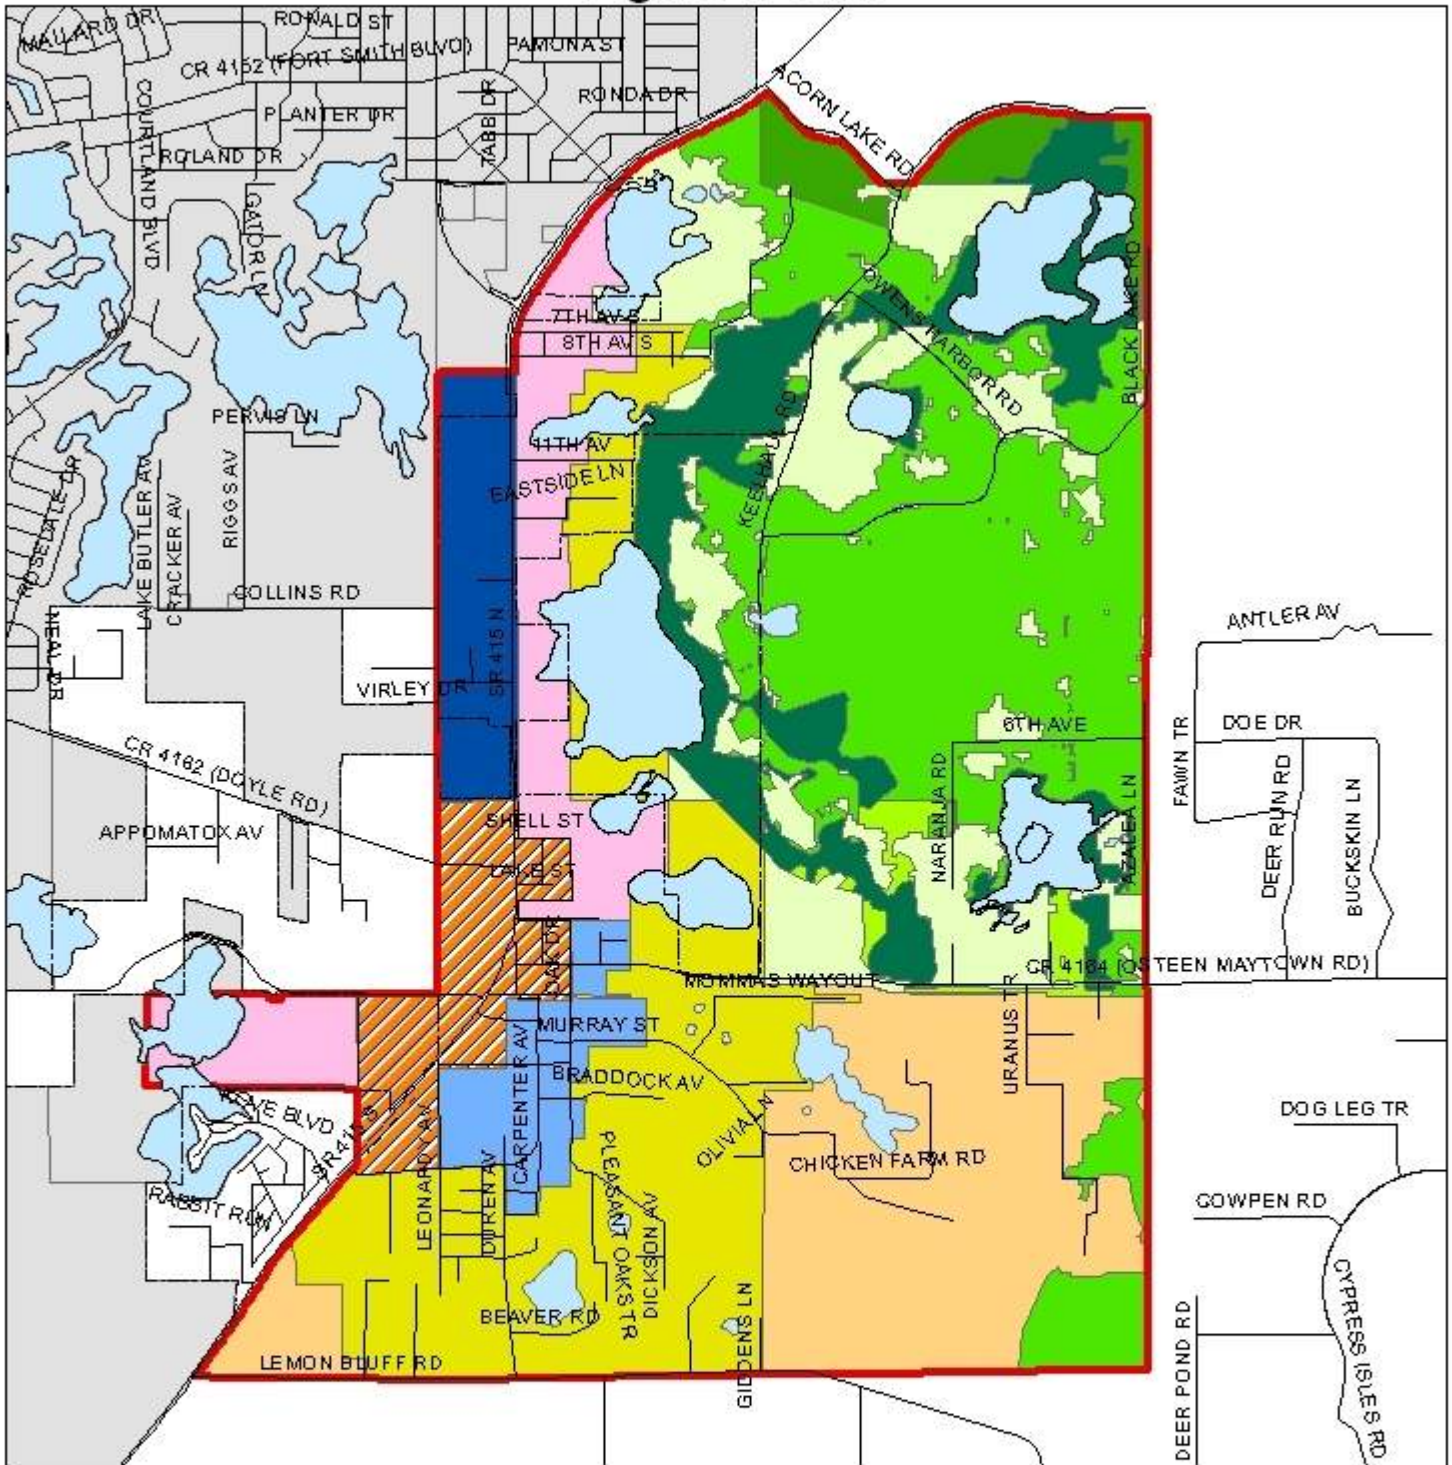 MALLARD DR
RONALD ST
CR 4152 (FORT SMITH BLVD)
PAMONA ST
RONDA DR
PLANTER DR
TABB DR
ROLAND DR
COURTLAND BLVD
GATOR LN
ACORN LAKE RD
7TH AV S
8TH AV S
OWENS HARBOR RD
BLACK LAKE RD
PERVIS LN
11TH AV
EASTSIDE LN
KEELHAUL RD
ROSEDALE DR
LAKE BUTLER AV
CRACKER AV
RIGGS AV
COLLINS RD
NEAL DR
VIRLEY DR
SR 415 N
ANTLER AV
6TH AVE
DOE DR
FAWN TR
CR 4162 (DOYLE RD)
DEER RUN RD
BUCKSKIN LN
APPOMATOX AV
SHELL ST
LAKE ST
NARANJA RD
AZALEA LN
OAK DR
MOMMAS WAYOUT
CR 4164 (OSTEEN MAYTOWN RD)
MURRAY ST
BRADDOCK AV
CARPENTER AV
URANUS TR
KOVE BLVD
SR 415 S
OLIVIA LN
CHICKEN FARM RD
DOG LEG TR
RABBIT RUN
LEONARD AV
DUREN AV
PLEASANT OAKS TR
DICKSON AV
COWPEN RD
BEAVER RD
GIDDENS LN
LEMON BLUFF RD
DEER POND RD
CYPRESS ISLES RD